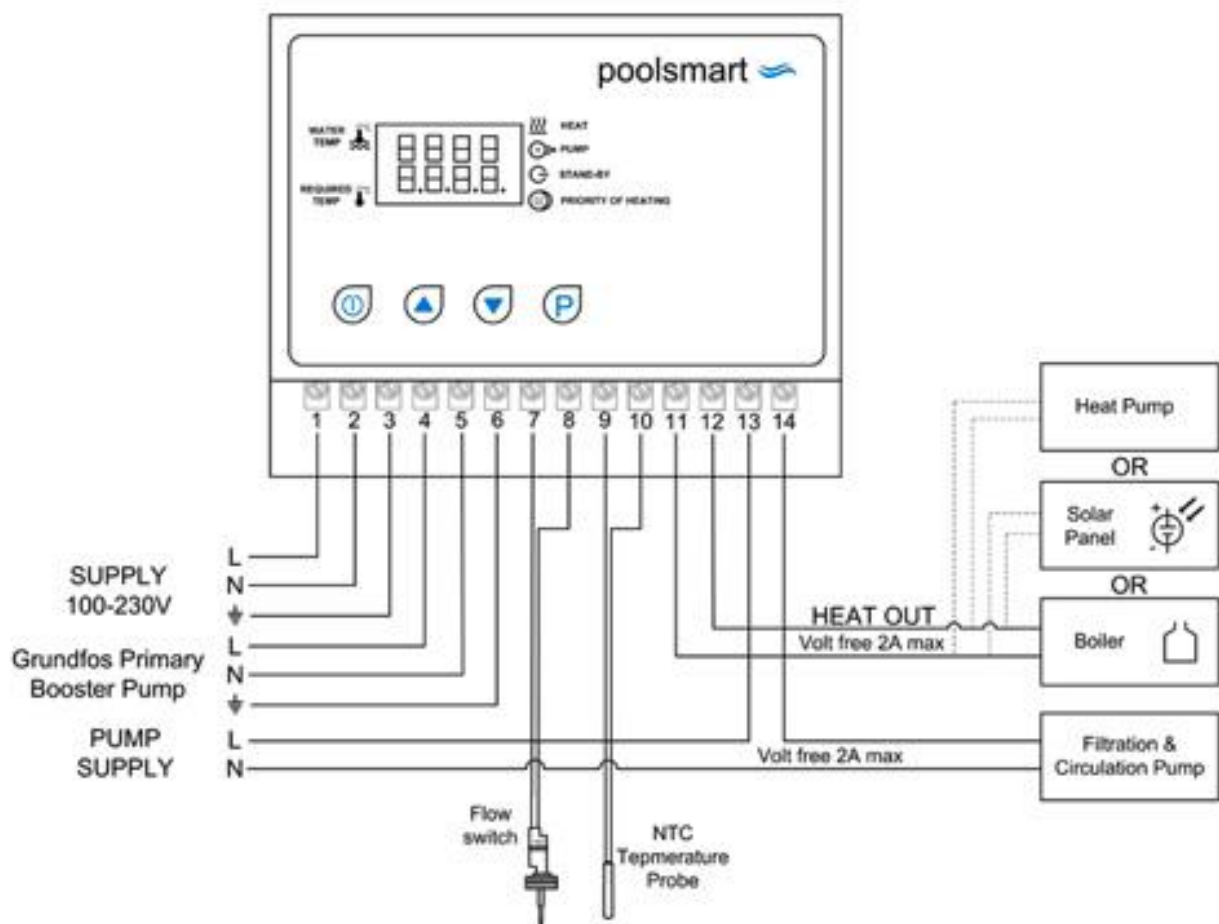 poolsmart
WATER
TEMP
REQUIRED
TEMP
HEAT
PUMP
STAND-BY
PRIORITY OF HEATING
P
1 2 3 4 5 6 7 8 9 10 11 12 13 14
SUPPLY
100-230V
L
N
Grundfos Primary
Booster Pump
L
N
PUMP
SUPPLY
L
N
Flow
switch
NTC
Tepmerature
Probe
HEAT OUT
Volt free 2A max
Volt free 2A max
Heat Pump
OR
Solar
Panel
+
-
OR
Boiler
Filtration &
Circulation Pump